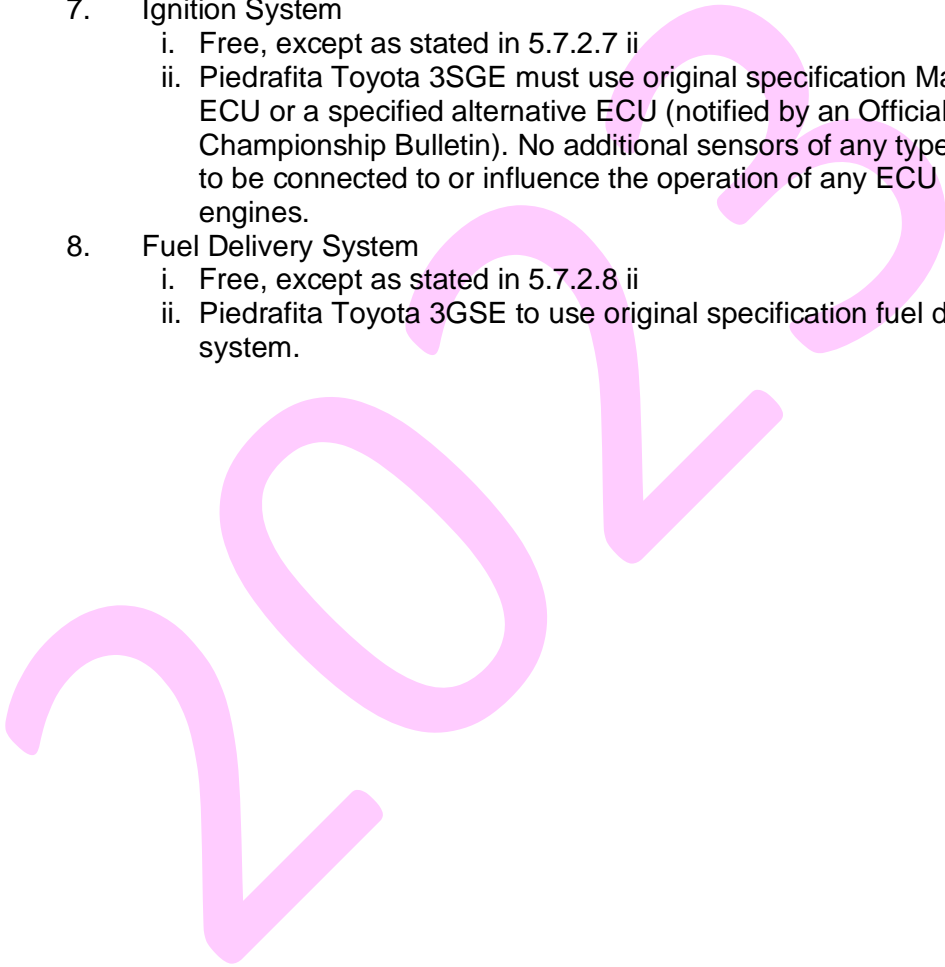 7. Ignition System
i. Free, except as stated in 5.7.2.7 ii
ii. Piedrafita Toyota 3SGE must use original specification
ECU or a specified alternative ECU (notified by an Official
Championship Bulletin). No additional sensors of any type
to be connected to or influence the operation of any ECU
engines.
8. Fuel Delivery System
i. Free, except as stated in 5.7.2.8 ii
ii. Piedrafita Toyota 3GSE to use original specification fuel
system.
2023